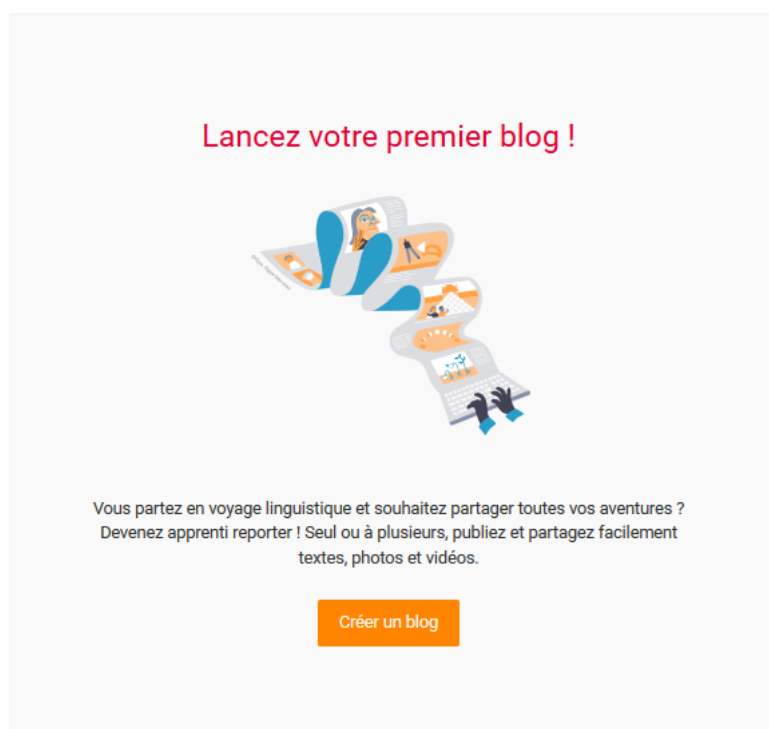 Lancez votre premier blog !
Vous partez en voyage linguistique et souhaitez partager toutes vos aventures ?
Devenez apprenti reporter ! Seul ou à plusieurs, publiez et partagez facilement
textes, photos et vidéos.
Créer un blog